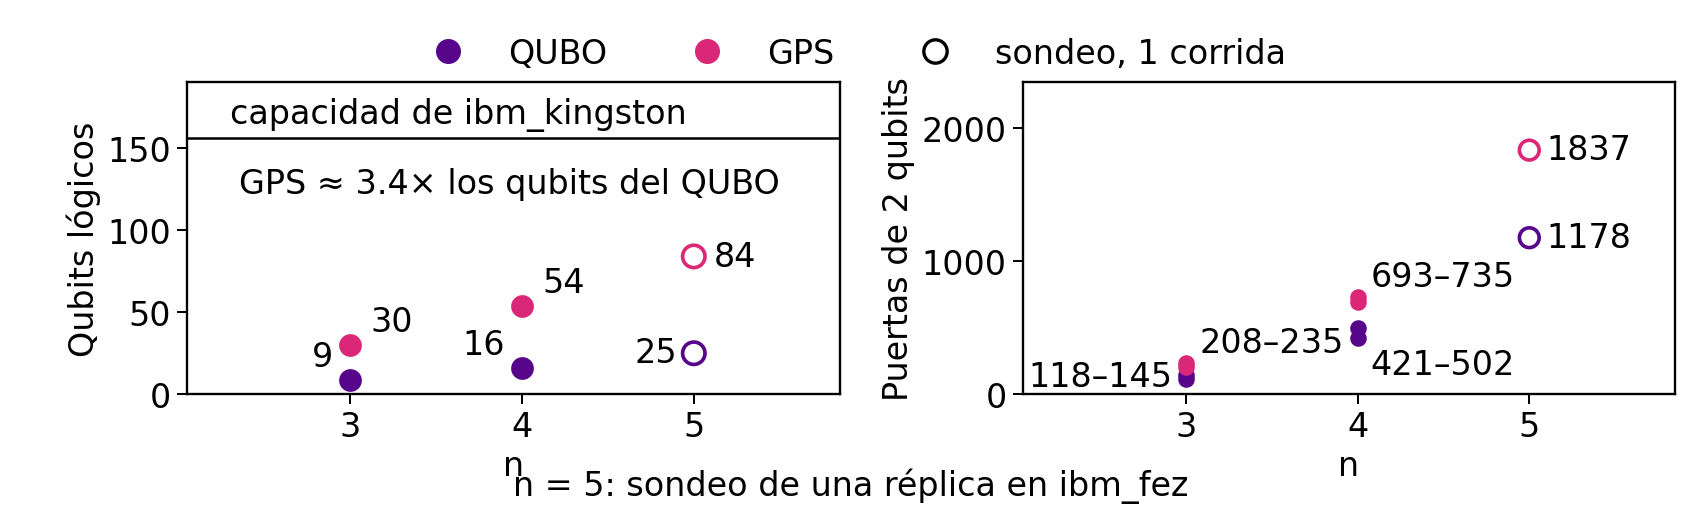 QUBO GPS sondeo, 1 corrida
Qubits lógicos
capacidad de ibm_kingston
GPS ≈ 3.4× los qubits del QUBO
150
100
50
0
9
30
16
54
25
84
3 4 5
n
Puertas de 2 qubits
2000
1000
0
118–145
208–235
421–502
693–735
1178
1837
3 4 5
n
n = 5: sondeo de una réplica en ibm_fez